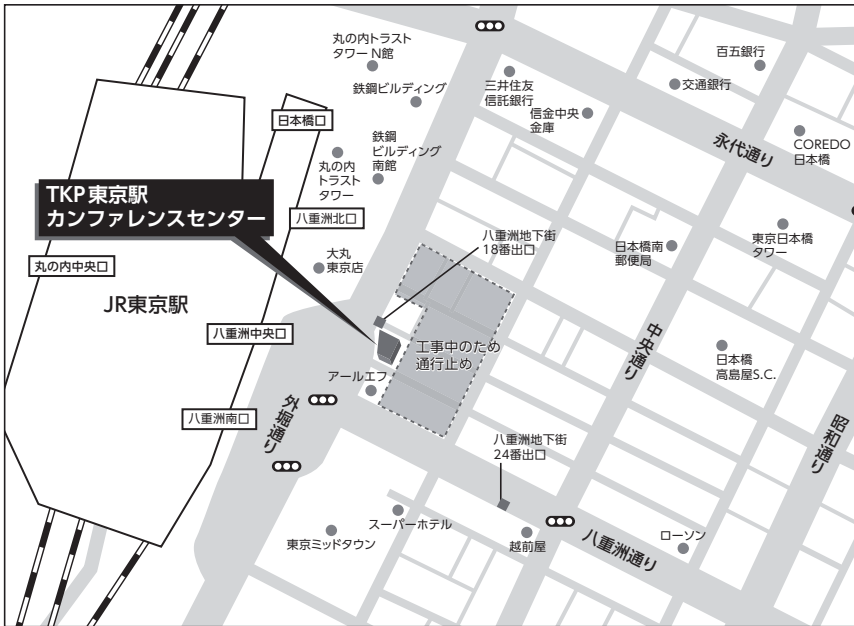 丸の内トラスト
タワーN館
鉄鋼ビルディング
日本橋口
鉄鋼
ビルディング
南館
丸の内
トラスト
タワー
三井住友
信託銀行
信金中央
金庫
百五銀行
交通銀行
永代通り
COREDO
日本橋
TKP東京駅
カンファレンスセンター
八重洲北口
丸の内中央口
大丸
東京店
八重洲地下街
18番出口
日本橋南
郵便局
東京日本橋
タワー
JR東京駅
八重洲中央口
工事中のため
通行止め
中央通り
日本橋
高島屋S.C.
アールエフ
八重洲南口
外堀通り
昭和通り
八重洲地下街
24番出口
スーパーホテル
東京ミッドタウン
越前屋
八重洲通り
ローソン